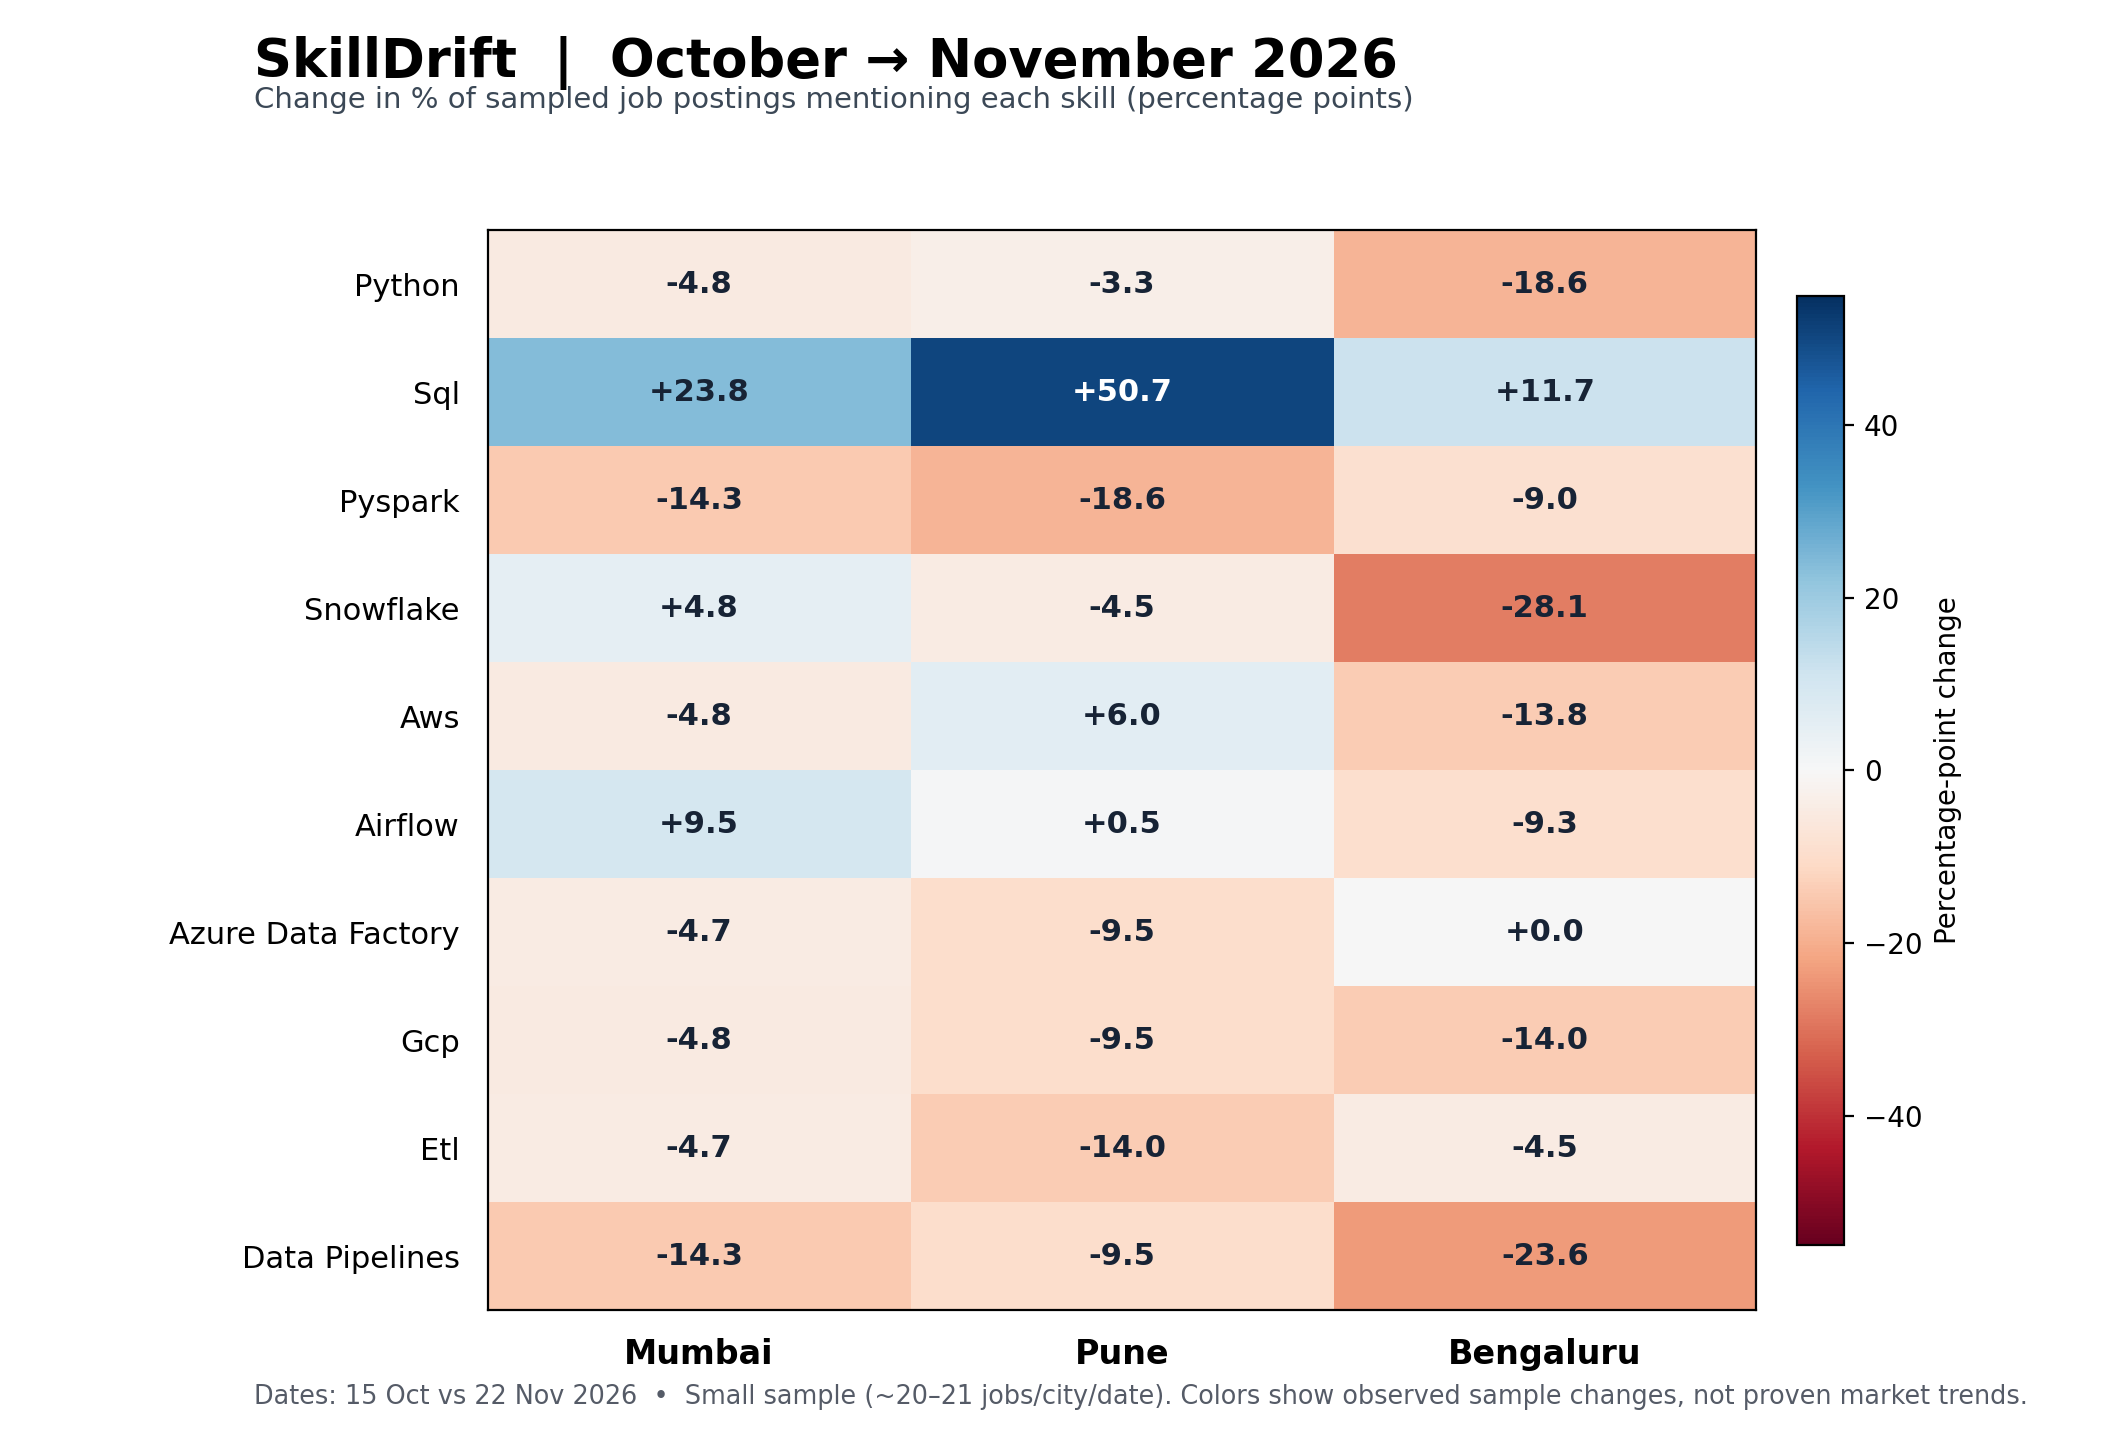 SkillDrift | October → November 2026
Change in % of sampled job postings mentioning each skill (percentage points)
Python -4.8 -3.3 -18.6
Sql +23.8 +50.7 +11.7
Pyspark -14.3 -18.6 -9.0
Snowflake +4.8 -4.5 -28.1
Aws -4.8 +6.0 -13.8
Airflow +9.5 +0.5 -9.3
Azure Data Factory -4.7 -9.5 +0.0
Gcp -4.8 -9.5 -14.0
Etl -4.7 -14.0 -4.5
Data Pipelines -14.3 -9.5 -23.6
Mumbai Pune Bengaluru
40
20
0
−20
−40
Percentage-point change
Dates: 15 Oct vs 22 Nov 2026 • Small sample (~20–21 jobs/city/date). Colors show observed sample changes, not proven market trends.